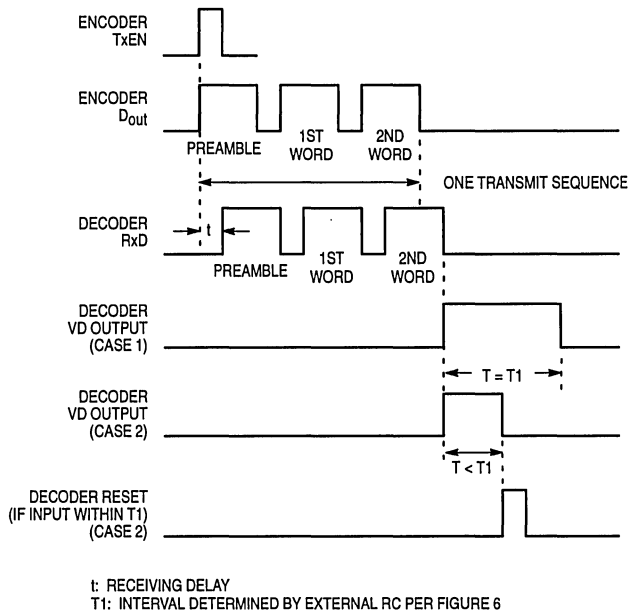 ENCODER
TxEN
ENCODER
Dout
PREAMBLE
1ST
WORD
2ND
WORD
ONE TRANSMIT SEQUENCE
DECODER
RxD
t
PREAMBLE
1ST
WORD
2ND
WORD
DECODER
VD OUTPUT
(CASE 1)
T = T1
DECODER
VD OUTPUT
(CASE 2)
T < T1
DECODER RESET
(IF INPUT WITHIN T1)
(CASE 2)
t: RECEIVING DELAY
T1: INTERVAL DETERMINED BY EXTERNAL RC PER FIGURE 6